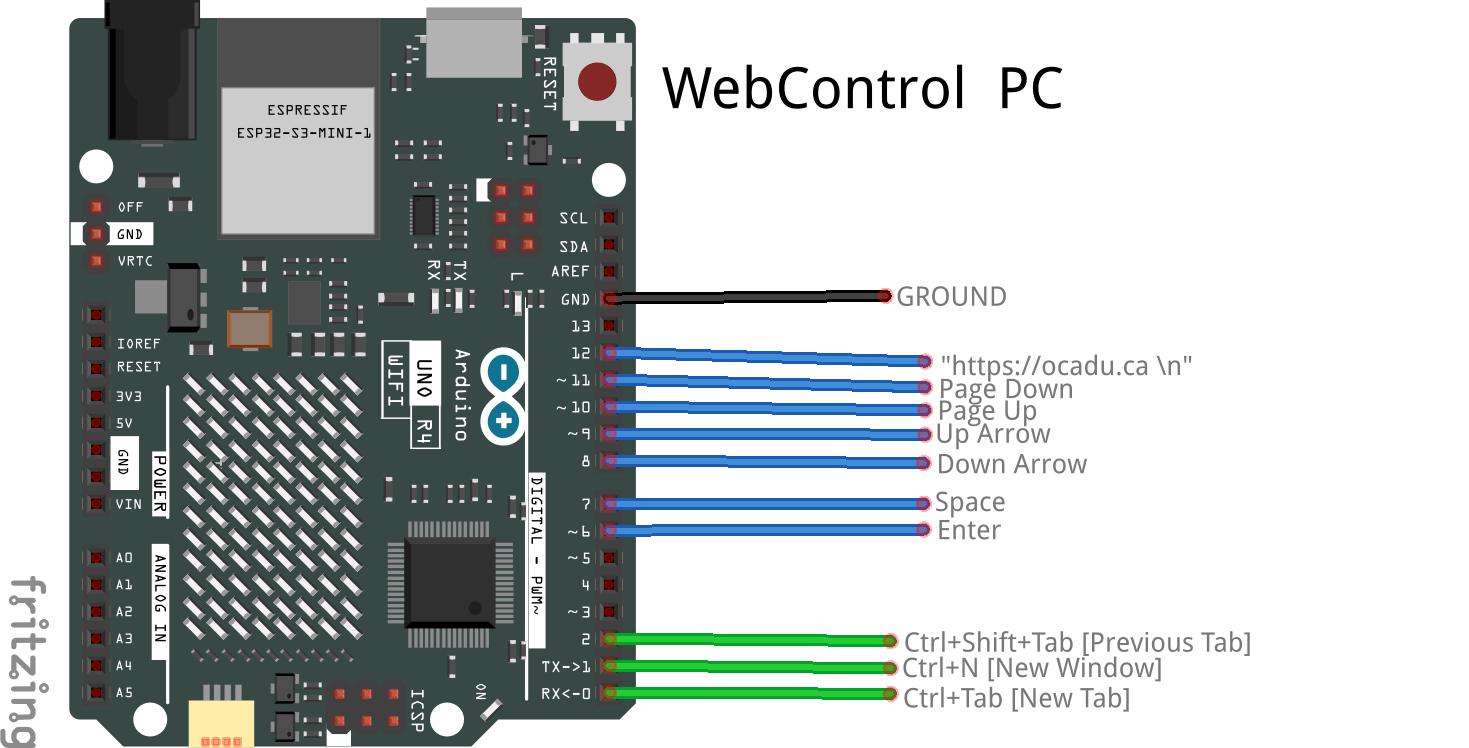 WebControl PC
ESPRESSIF
ESP32-S3-MINI-1
RESET
OFF
GND
VRTC
IOREF
RESET
3V3
5V
GND
VIN
POWER
A0
A1
A2
A3
A4
A5
ANALOG IN
RX
TX
L
UNO
WIFI
R4
Arduino
DIGITAL - PWM~
ICSP
ON
SCL
SDA
AREF
GND GROUND
13
12 "https://ocadu.ca \n"
~11 Page Down
~10 Page Up
~9 Up Arrow
8 Down Arrow
7 Space
~6 Enter
~5
4
~3
2 Ctrl+Shift+Tab [Previous Tab]
TX->1 Ctrl+N [New Window]
RX<-0 Ctrl+Tab [New Tab]
fritzing